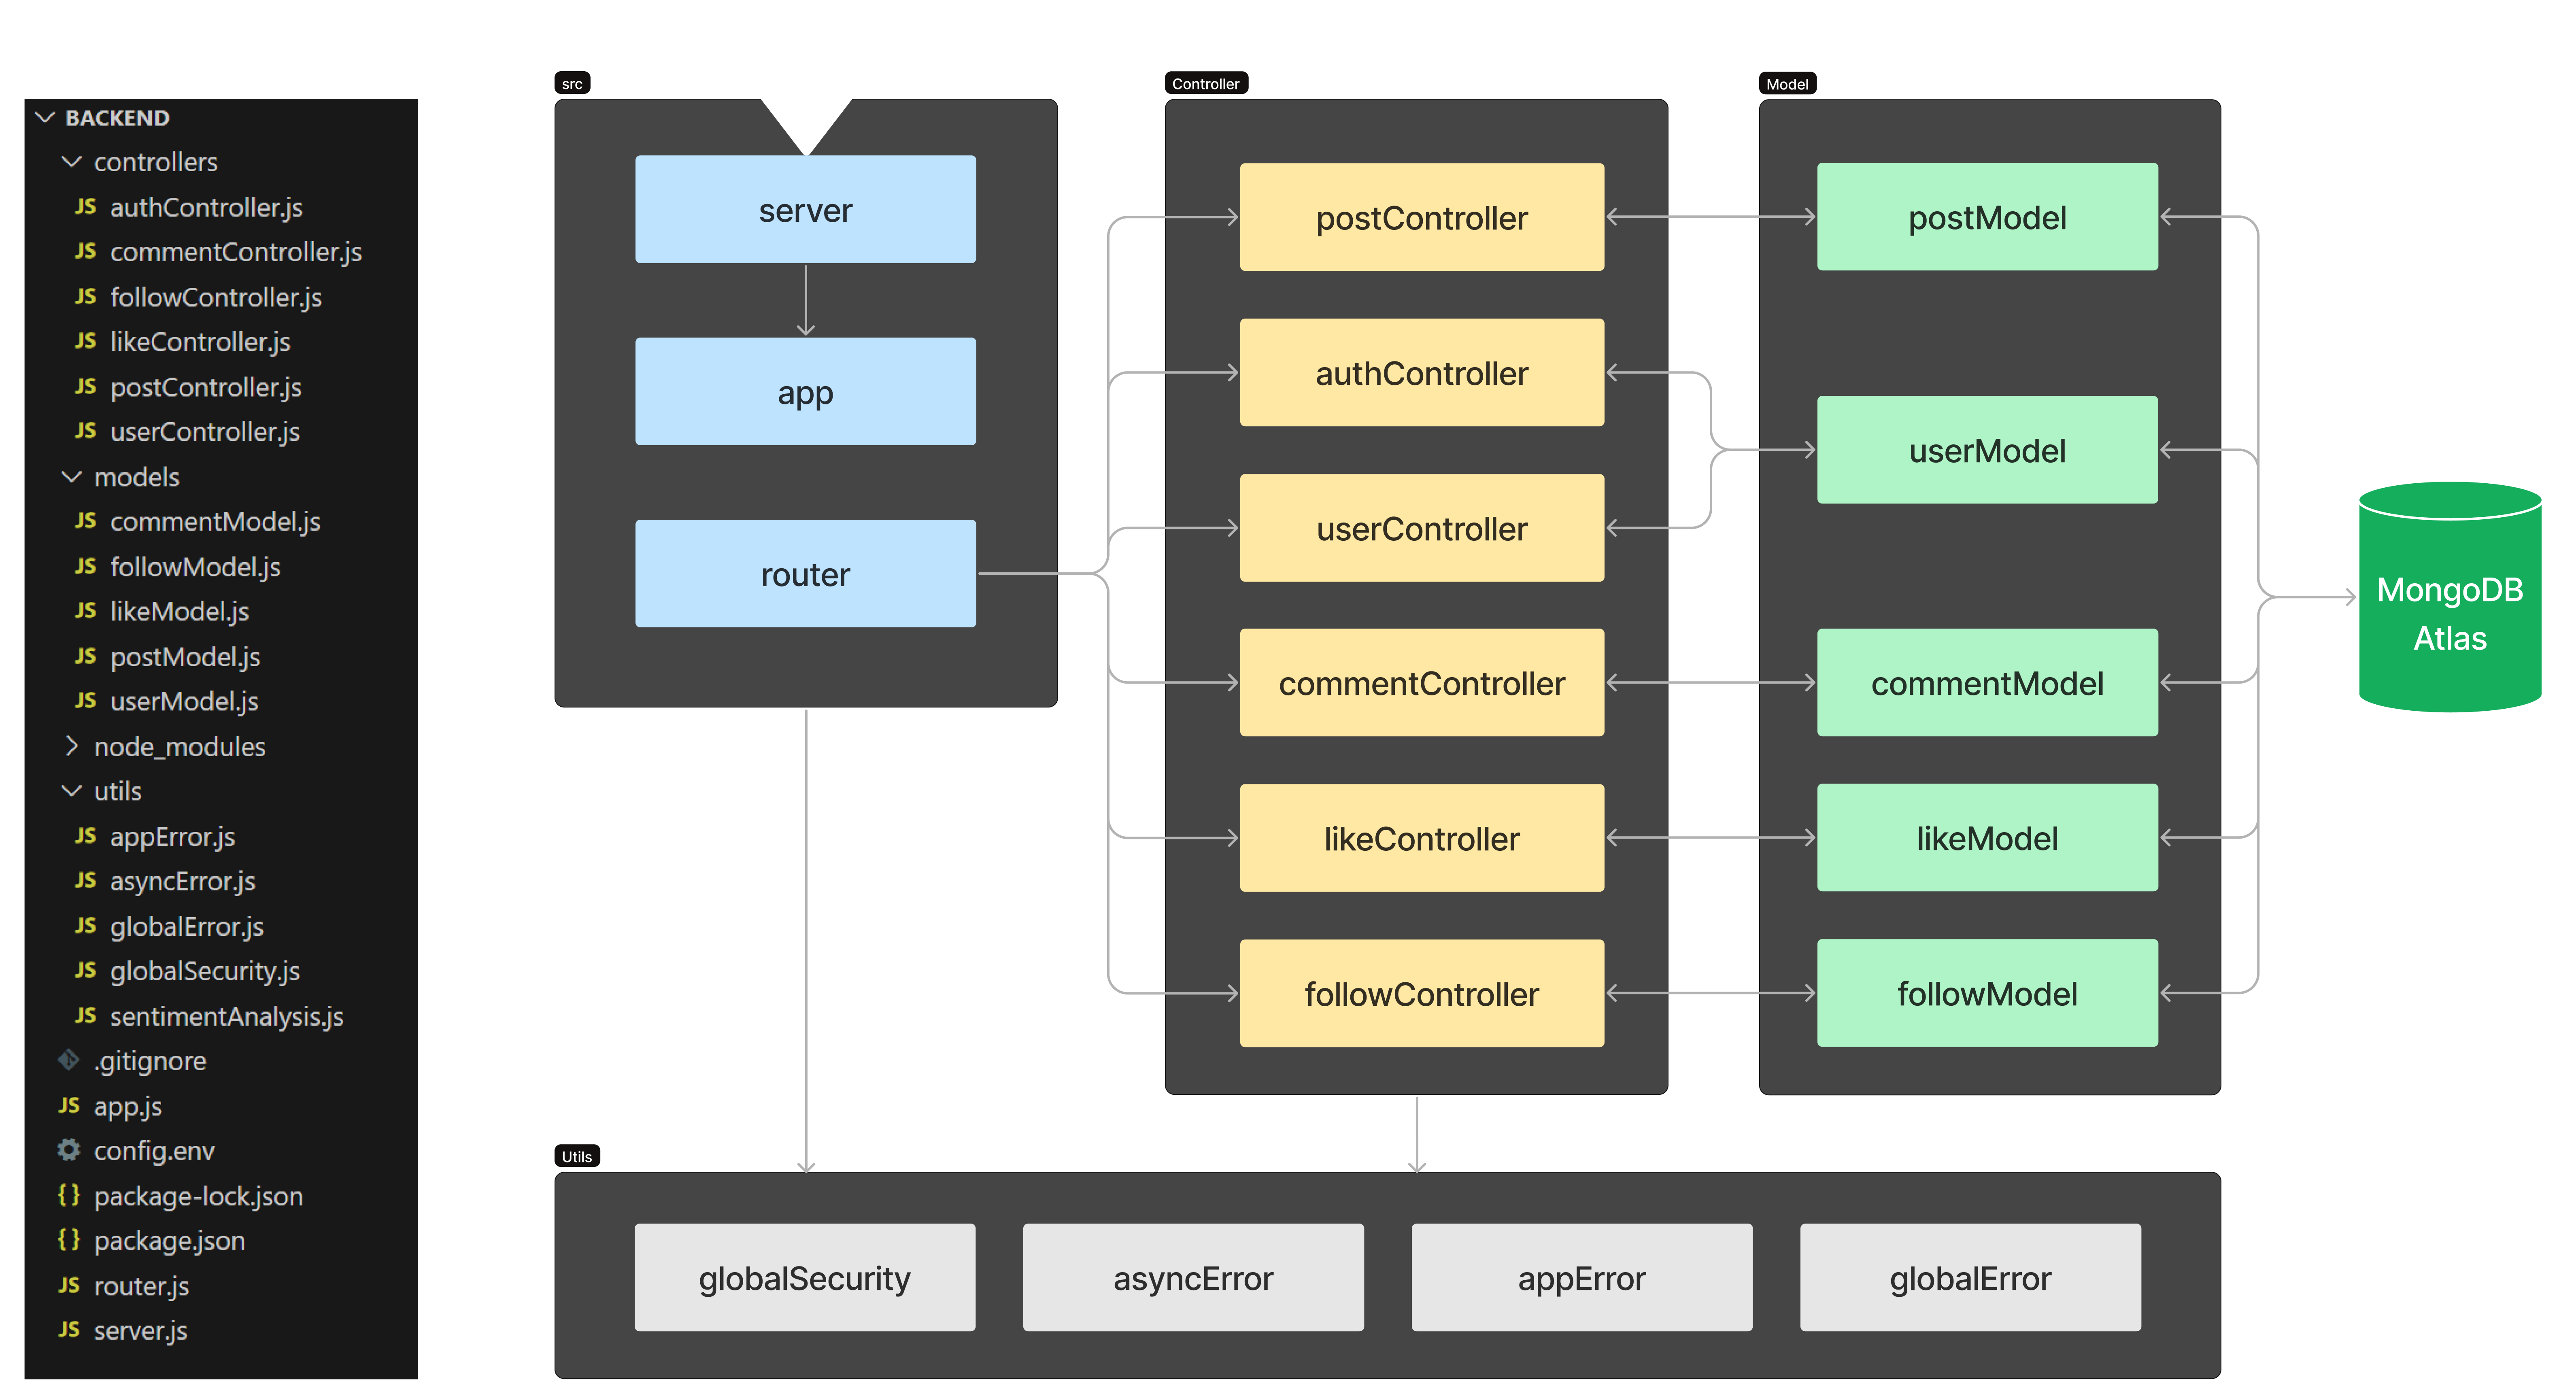 BACKEND
controllers
JS authController.js
JS commentController.js
JS followController.js
JS likeController.js
JS postController.js
JS userController.js
models
JS commentModel.js
JS followModel.js
JS likeModel.js
JS postModel.js
JS userModel.js
node_modules
utils
JS appError.js
JS asyncError.js
JS globalError.js
JS globalSecurity.js
JS sentimentAnalysis.js
.gitignore
JS app.js
config.env
{} package-lock.json
{} package.json
JS router.js
JS server.js
src
server
app
router
Controller
postController
authController
userController
commentController
likeController
followController
Model
postModel
userModel
commentModel
likeModel
followModel
MongoDB
Atlas
Utils
globalSecurity
asyncError
appError
globalError